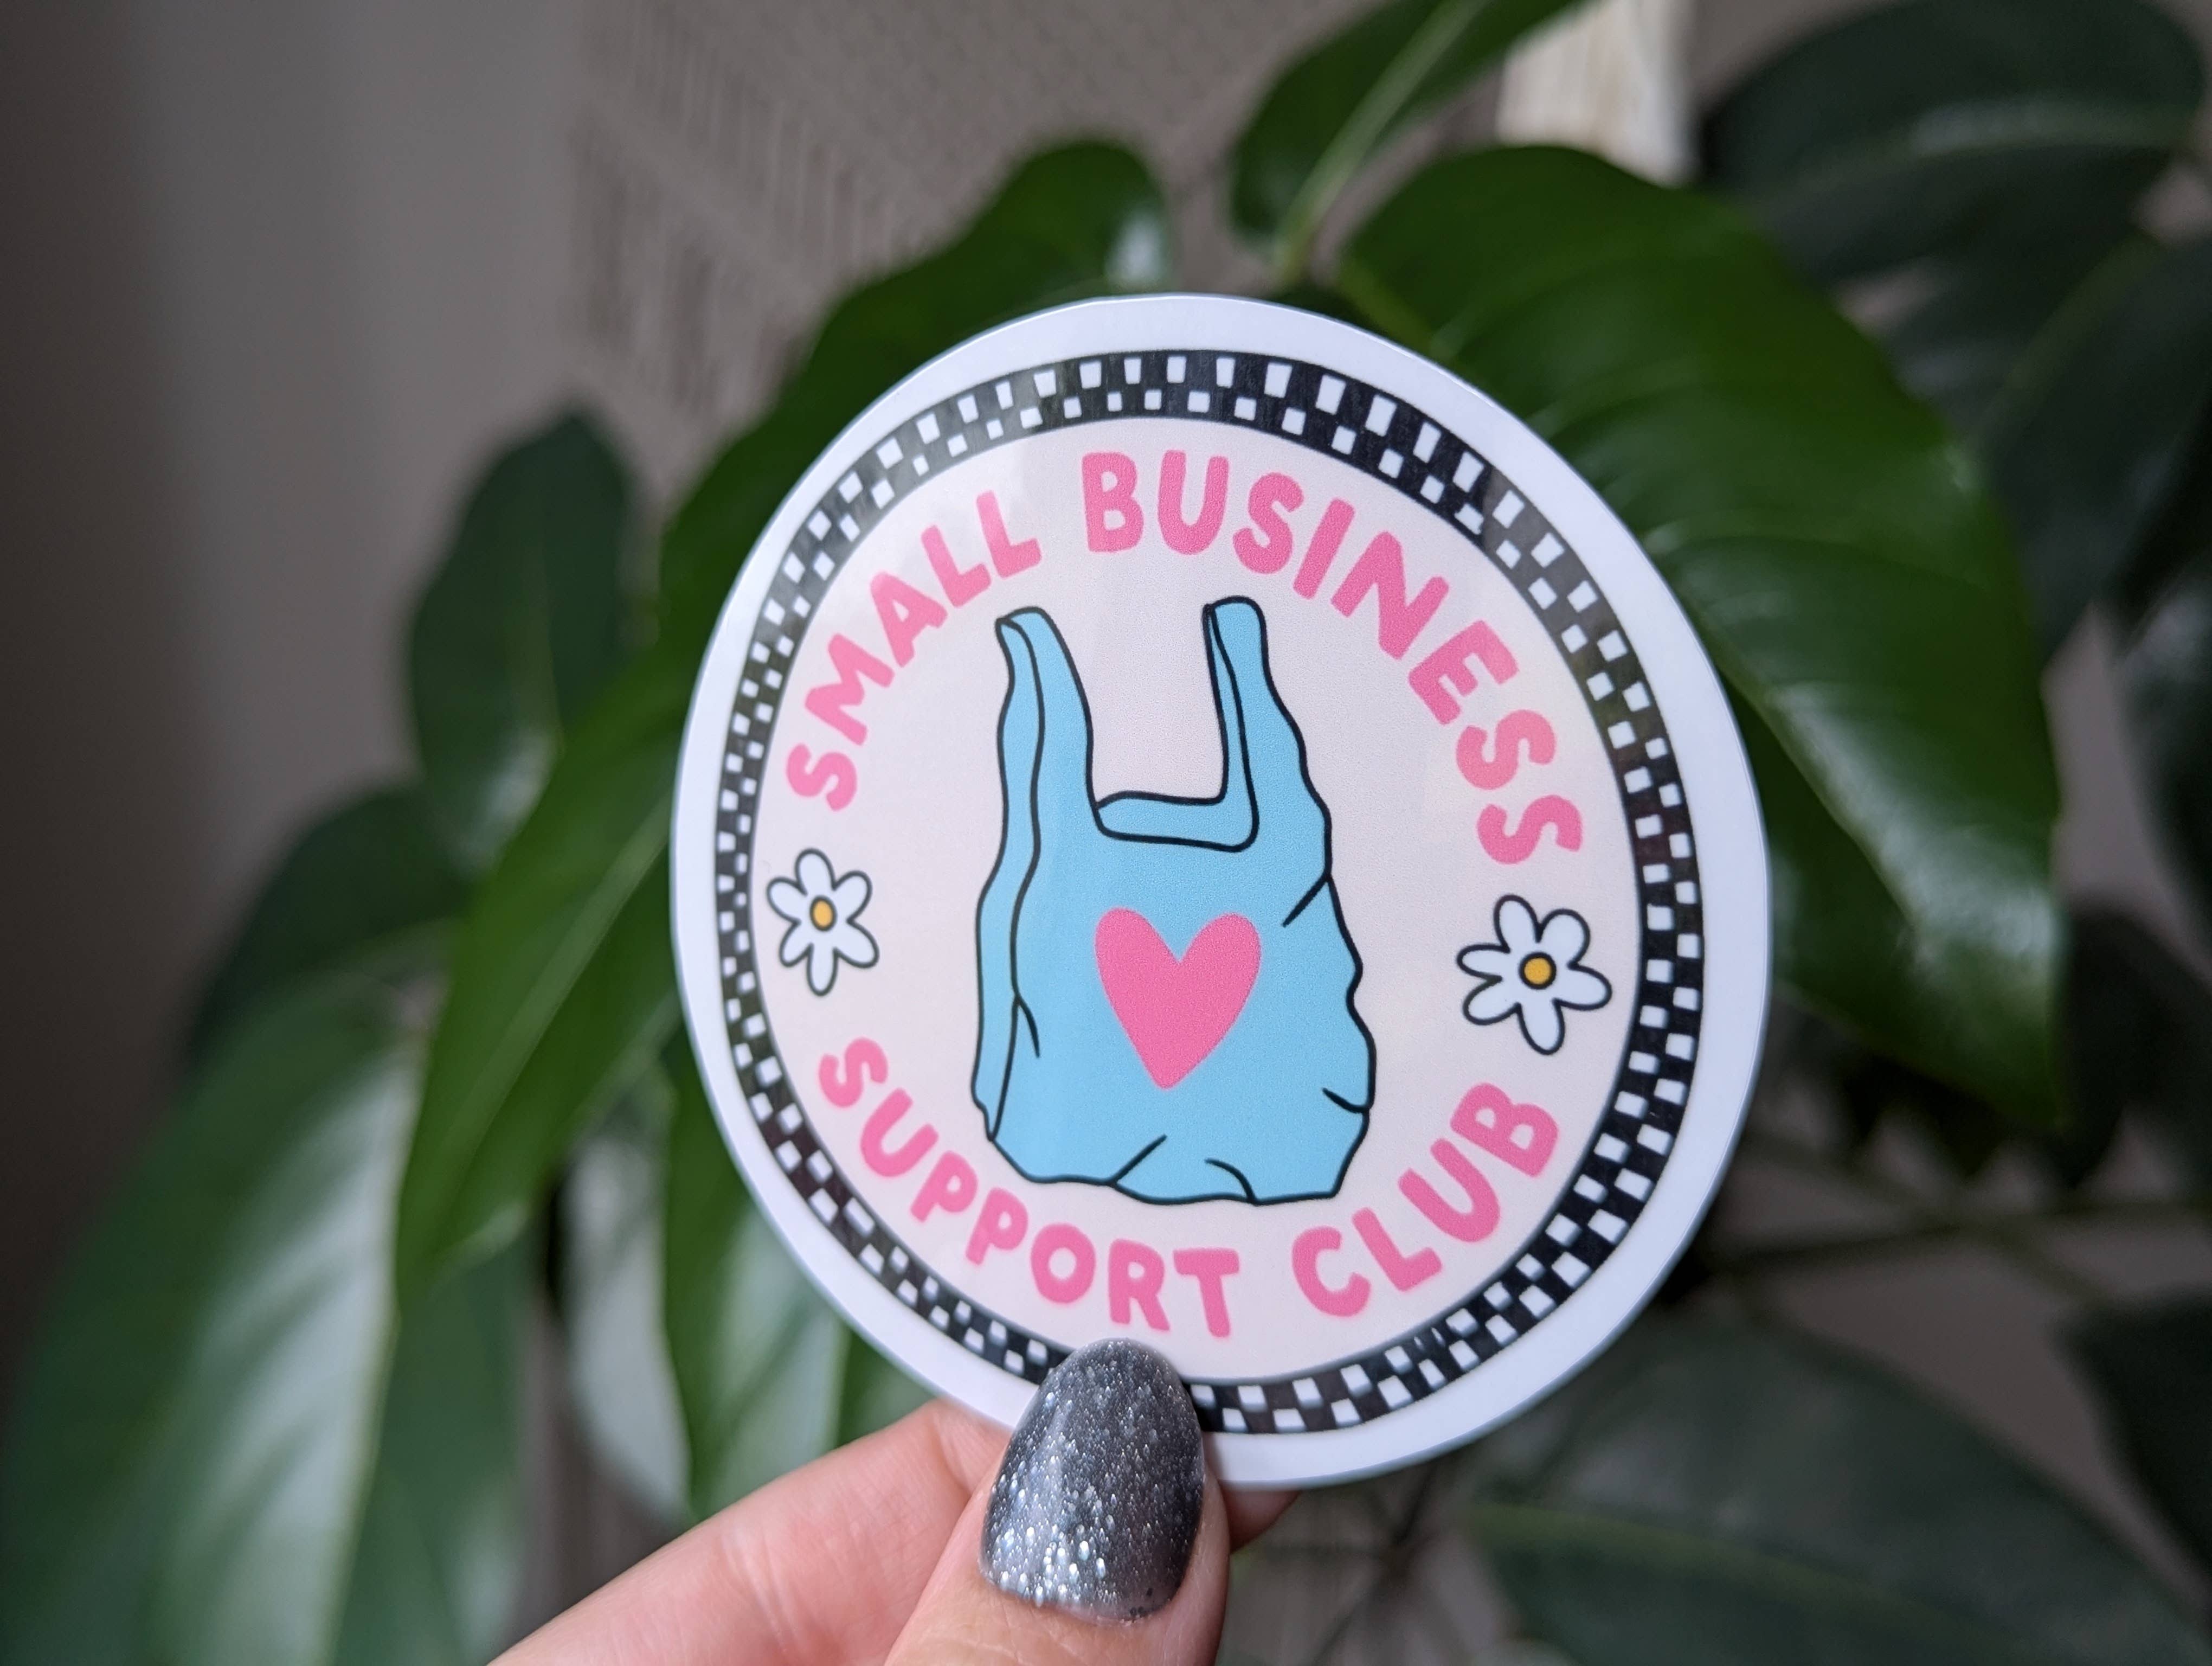 SMALL BUSINESS
SUPPORT CLUB